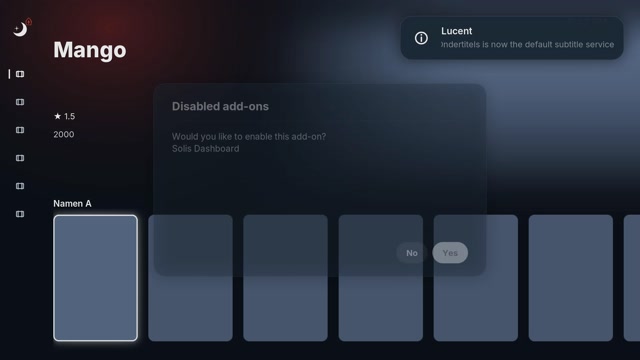 Lucent
Indertitels is now the default subtitle service
Mango
Disabled add-ons
Would you like to enable this add-on?
Solis Dashboard
★ 1.5
2000
Namen A
No
Yes